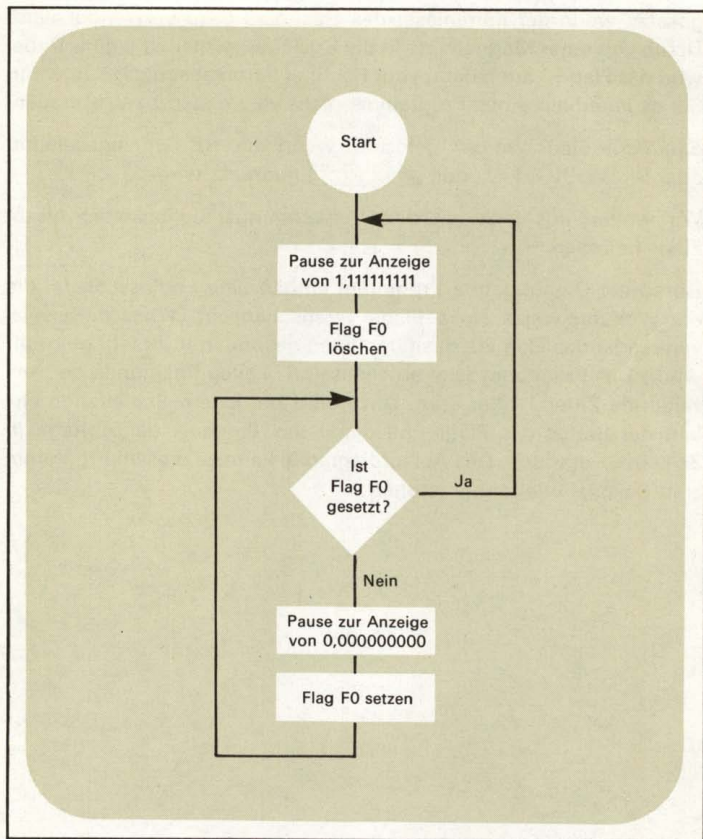 Start
Pause zur Anzeige
von 1,111111111
Flag F0
löschen
Ist
Flag F0
gesetzt?
Ja
Nein
Pause zur Anzeige
von 0,000000000
Flag F0 setzen